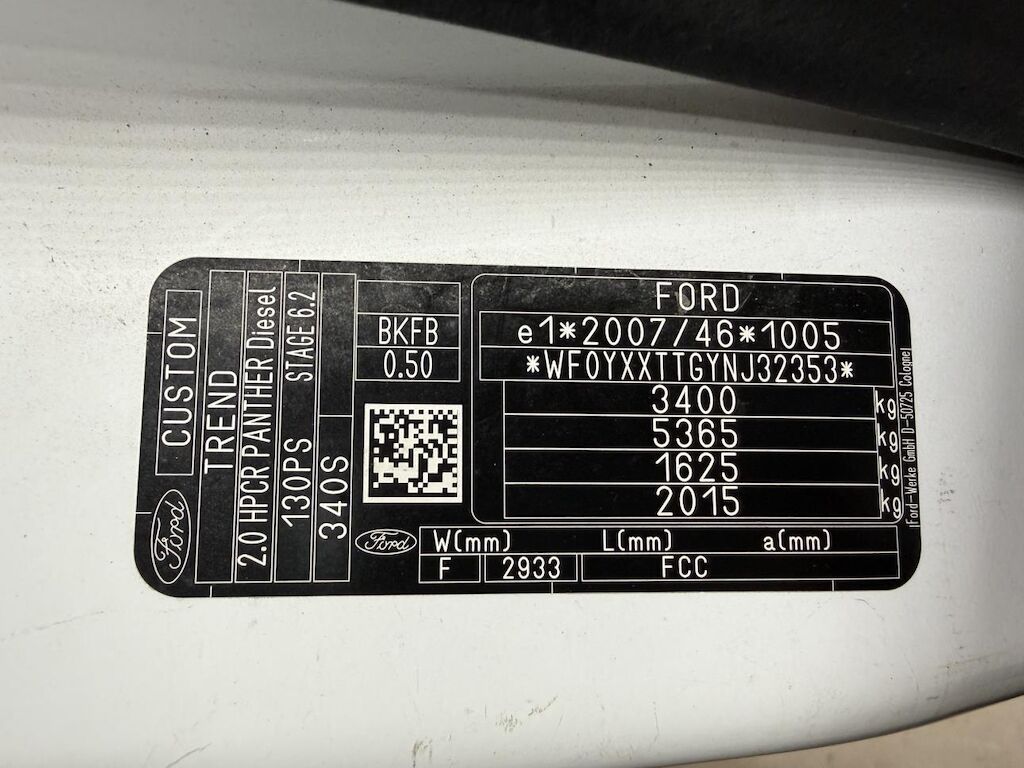 Ford
CUSTOM
TREND
2.0 HPCR PANTHER Diesel
130PS STAGE 6.2
340S
BKFB
0.50
Ford
FORD
e1*2007/46*1005
*WF0YXXTTGYNJ32353*
3400 kg
5365 kg
1625 kg
2015 kg
W(mm) L(mm) a(mm)
F 2933 FCC
Ford-Werke GmbH D-50725 Cologne